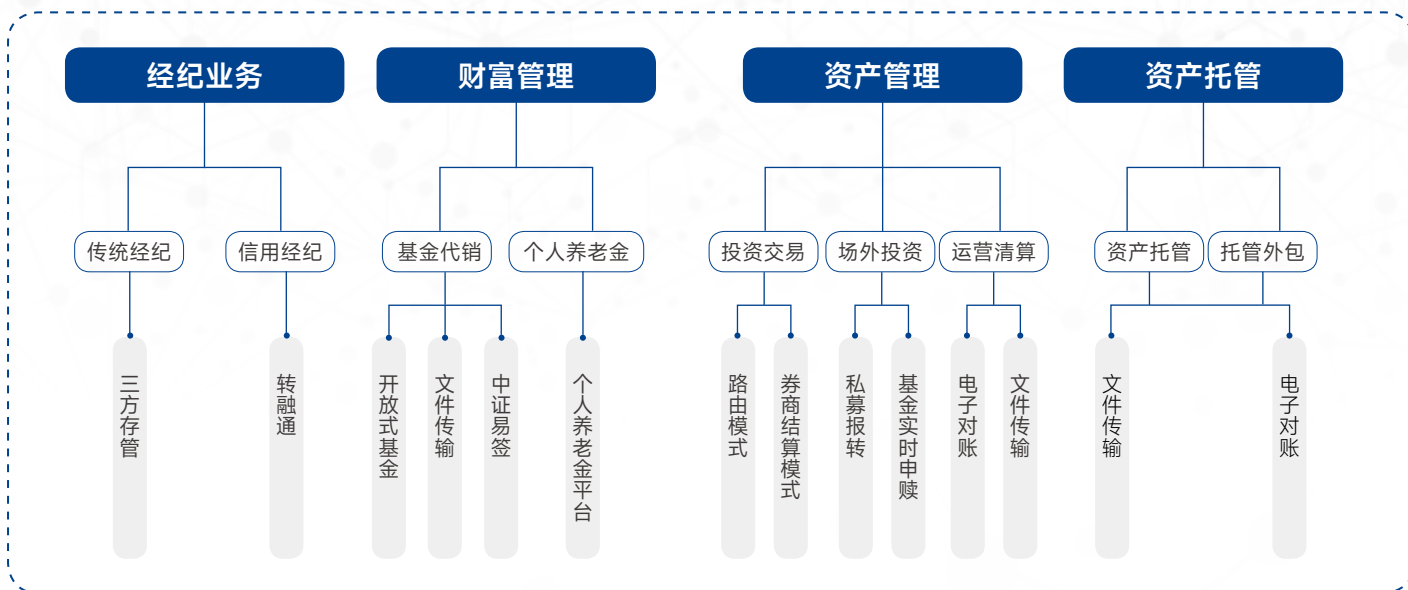 经纪业务
财富管理
资产管理
资产托管
传统经纪
信用经纪
基金代销
个人养老金
投资交易
场外投资
运营清算
资产托管
托管外包
三方存管
转融通
开放式基金
文件传输
中证易签
个人养老金平台
路由模式
券商结算模式
私募报转
基金实时申赎
电子对账
文件传输
文件传输
电子对账